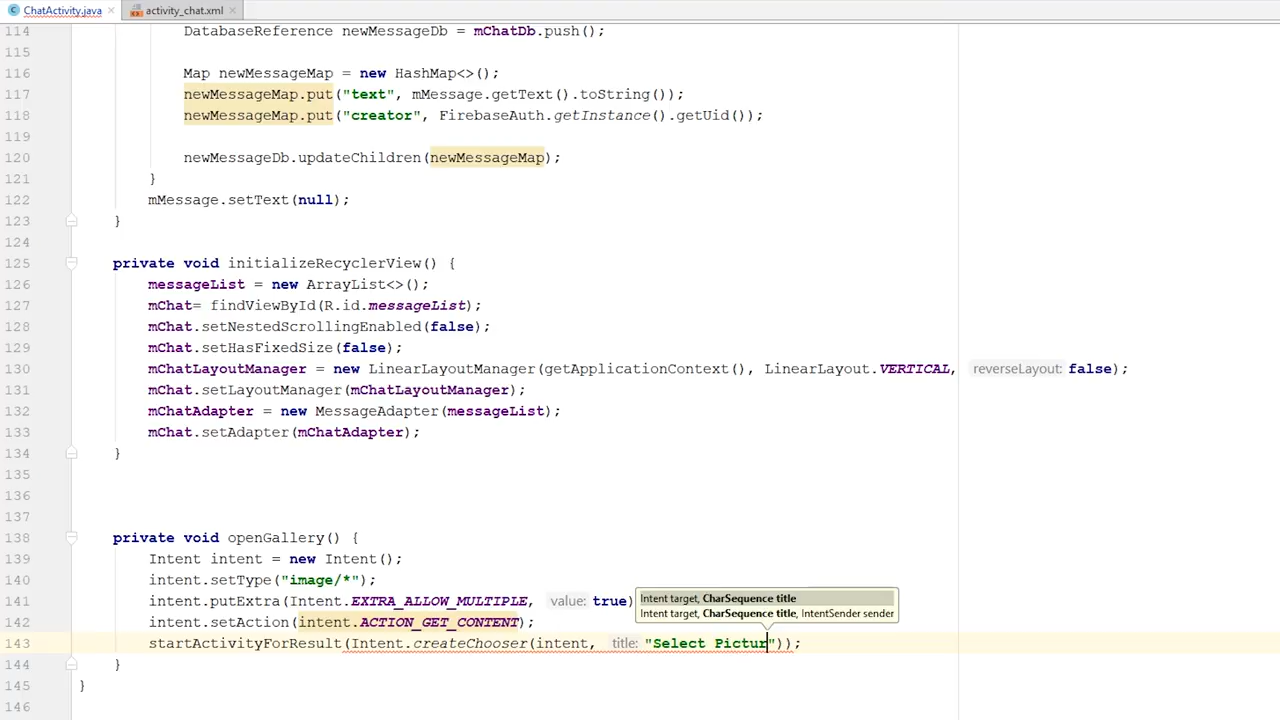 ChatActivity.java
activity_chat.xml
114 DatabaseReference newMessageDb = mChatDb.push();
115
116 Map newMessageMap = new HashMap<>();
117 newMessageMap.put("text", mMessage.getText().toString());
118 newMessageMap.put("creator", FirebaseAuth.getInstance().getUid());
119
120 newMessageDb.updateChildren(newMessageMap);
121 }
122 mMessage.setText(null);
123 }
124
125 private void initializeRecyclerView() {
126 messageList = new ArrayList<>();
127 mChat= findViewById(R.id.messageList);
128 mChat.setNestedScrollingEnabled(false);
129 mChat.setHasFixedSize(false);
130 mChatLayoutManager = new LinearLayoutManager(getApplicationContext(), LinearLayout.VERTICAL, reverseLayout: false);
131 mChat.setLayoutManager(mChatLayoutManager);
132 mChatAdapter = new MessageAdapter(messageList);
133 mChat.setAdapter(mChatAdapter);
134 }
135
136
137
138 private void openGallery() {
139 Intent intent = new Intent();
140 intent.setType("image/*");
141 intent.putExtra(Intent.EXTRA_ALLOW_MULTIPLE, value: true)
Intent target, CharSequence title
Intent target, CharSequence title, IntentSender sender
142 intent.setAction(intent.ACTION_GET_CONTENT);
143 startActivityForResult(Intent.createChooser(intent, title: "Select Pictur"));
144 }
145 }
146